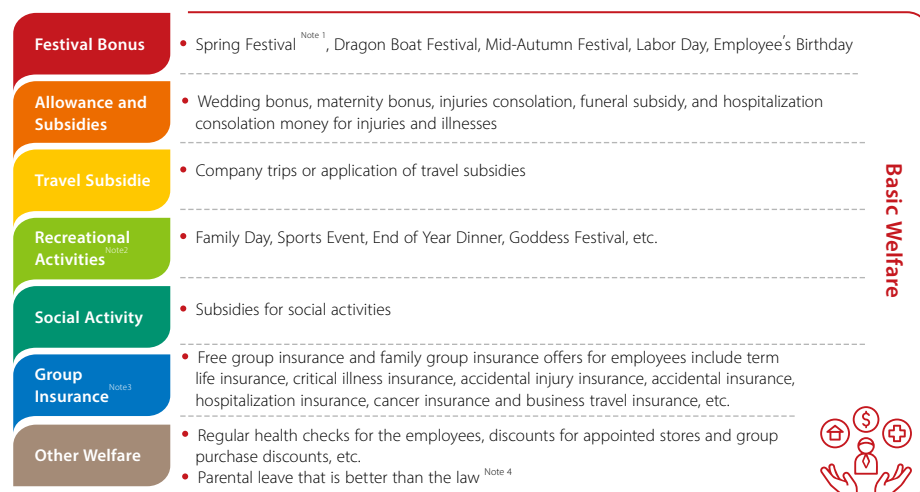 Festival Bonus
• Spring Festival Note 1, Dragon Boat Festival, Mid-Autumn Festival, Labor Day, Employee's Birthday
Allowance and
Subsidies
• Wedding bonus, maternity bonus, injuries consolation, funeral subsidy, and hospitalization
consolation money for injuries and illnesses
Travel Subsidie
• Company trips or application of travel subsidies
Recreational
Activities Note2
• Family Day, Sports Event, End of Year Dinner, Goddess Festival, etc.
Social Activity
• Subsidies for social activities
Group
Insurance Note3
• Free group insurance and family group insurance offers for employees include term
life insurance, critical illness insurance, accidental injury insurance, accidental insurance,
hospitalization insurance, cancer insurance and business travel insurance, etc.
Other Welfare
• Regular health checks for the employees, discounts for appointed stores and group
purchase discounts, etc.
• Parental leave that is better than the law Note 4
Basic Welfare
$